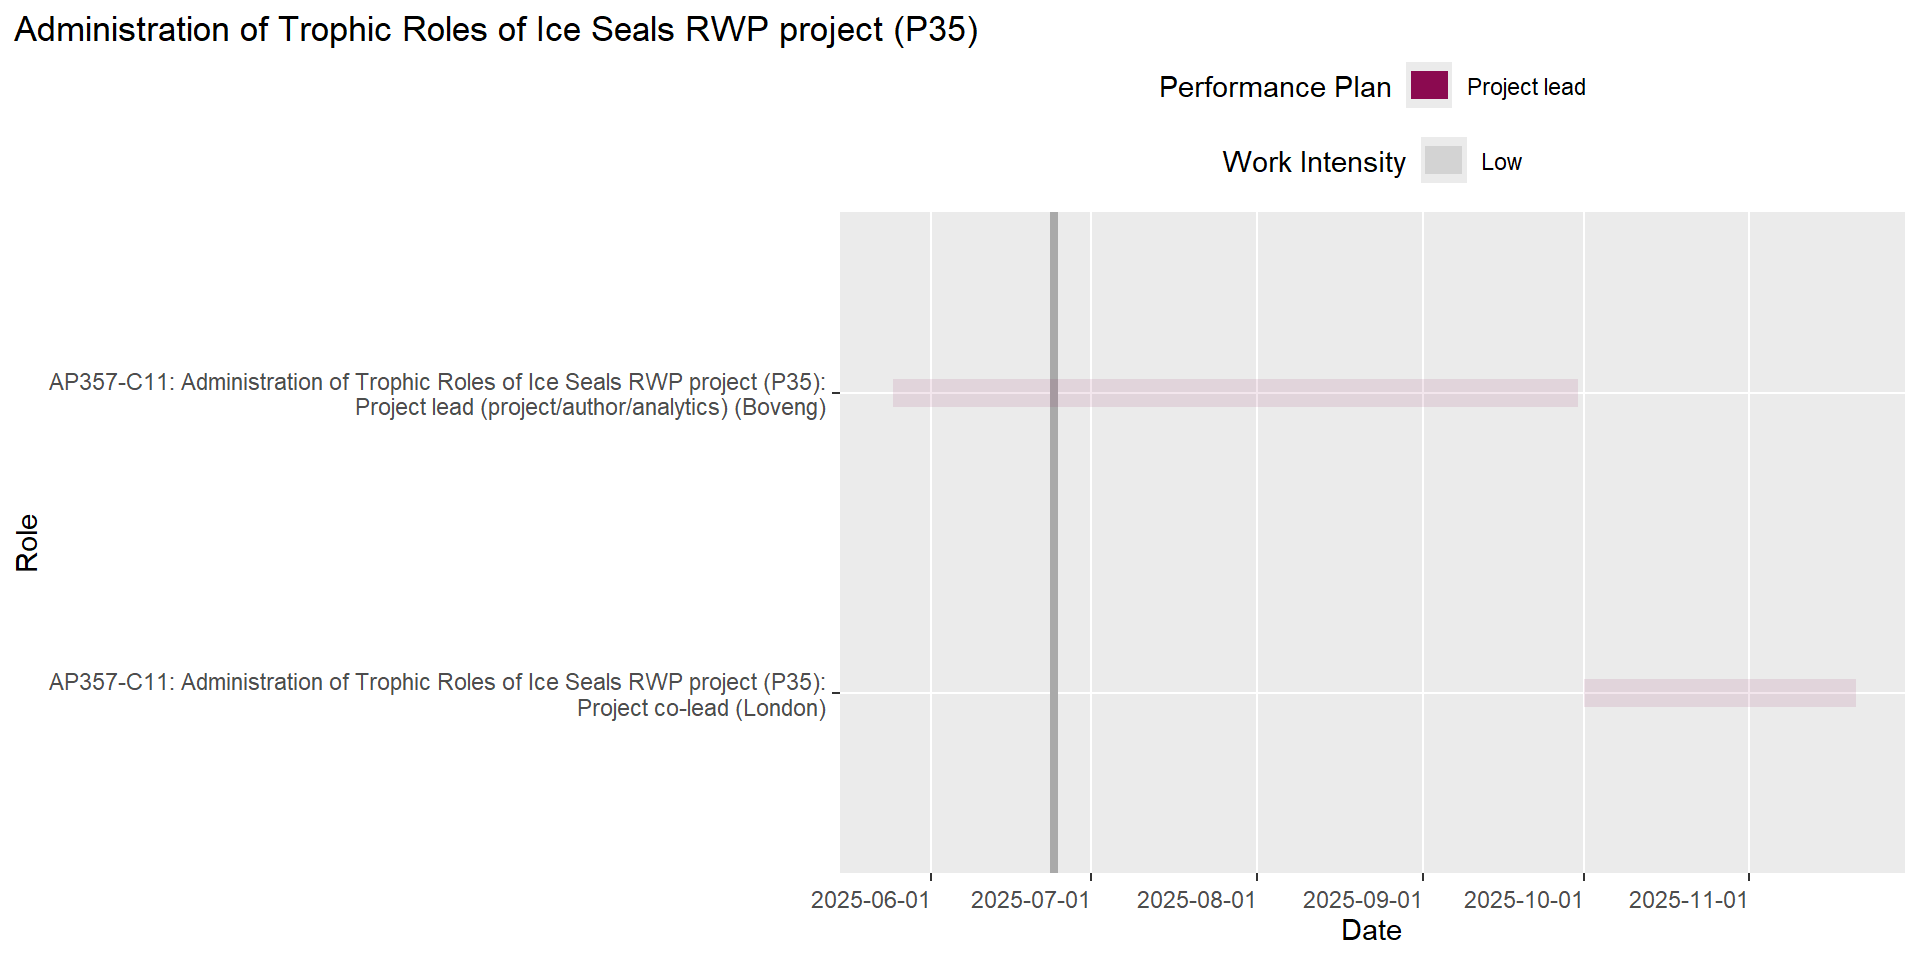 Administration of Trophic Roles of Ice Seals RWP project (P35)
Performance Plan
Project lead
Work Intensity
Low
Role
AP357-C11: Administration of Trophic Roles of Ice Seals RWP project (P35):
Project lead (project/author/analytics) (Boveng)
AP357-C11: Administration of Trophic Roles of Ice Seals RWP project (P35):
Project co-lead (London)
2025-06-01
2025-07-01
2025-08-01
2025-09-01
2025-10-01
2025-11-01
Date